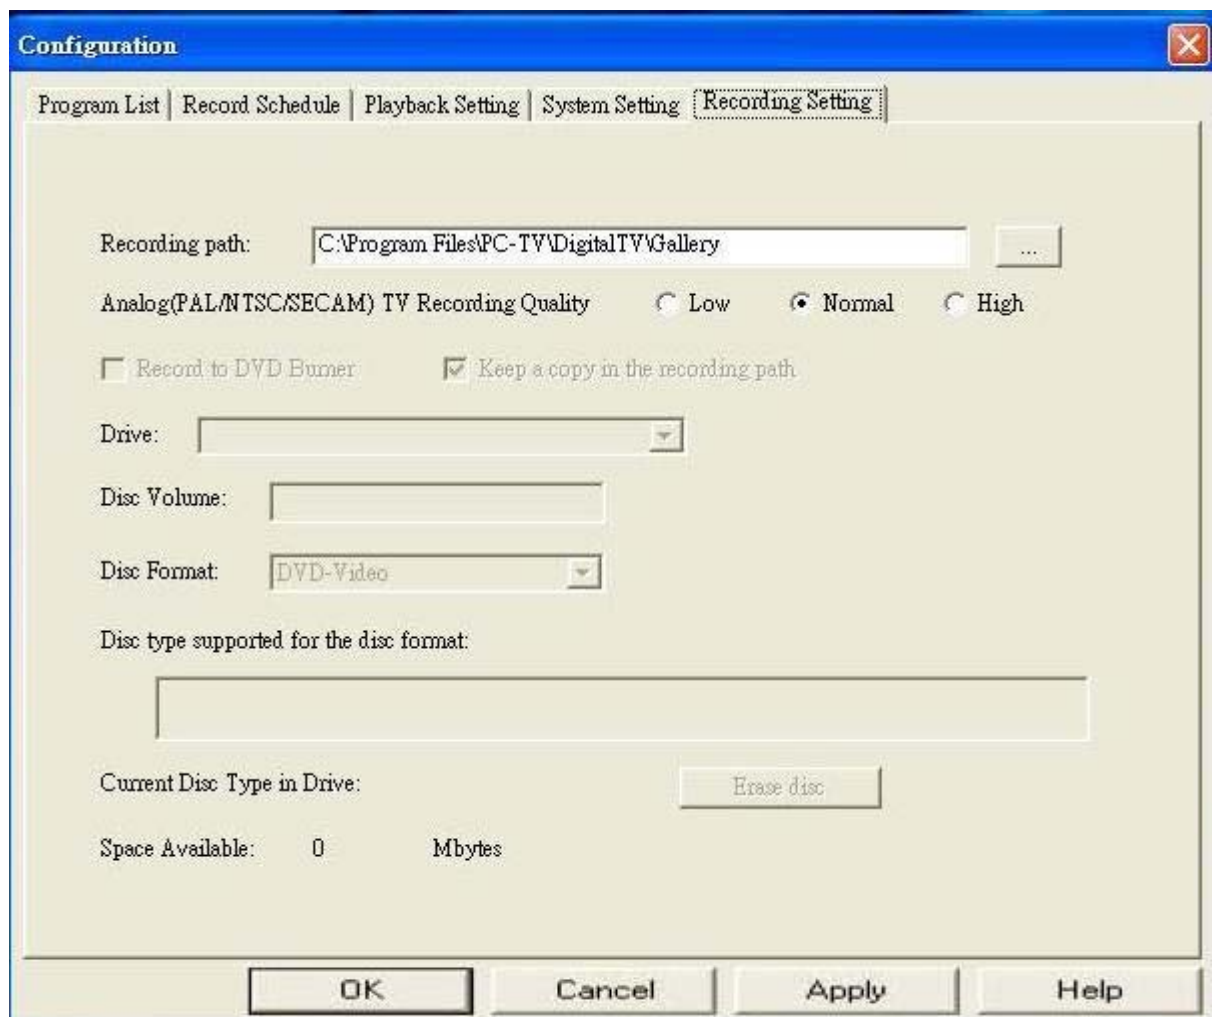 Configuration
Program List Record Schedule Playback Setting System Setting Recording Setting
Recording path: C:\Program Files\PC-TV\DigitalTV\Gallery ...
Analog(PAL/NTSC/SECAM) TV Recording Quality Low Normal High
Record to DVD Burner Keep a copy in the recording path
Drive:
Disc Volume:
Disc Format: DVD-Video
Disc type supported for the disc format:
Current Disc Type in Drive: Erase disc
Space Available: 0 Mbytes
OK Cancel Apply Help